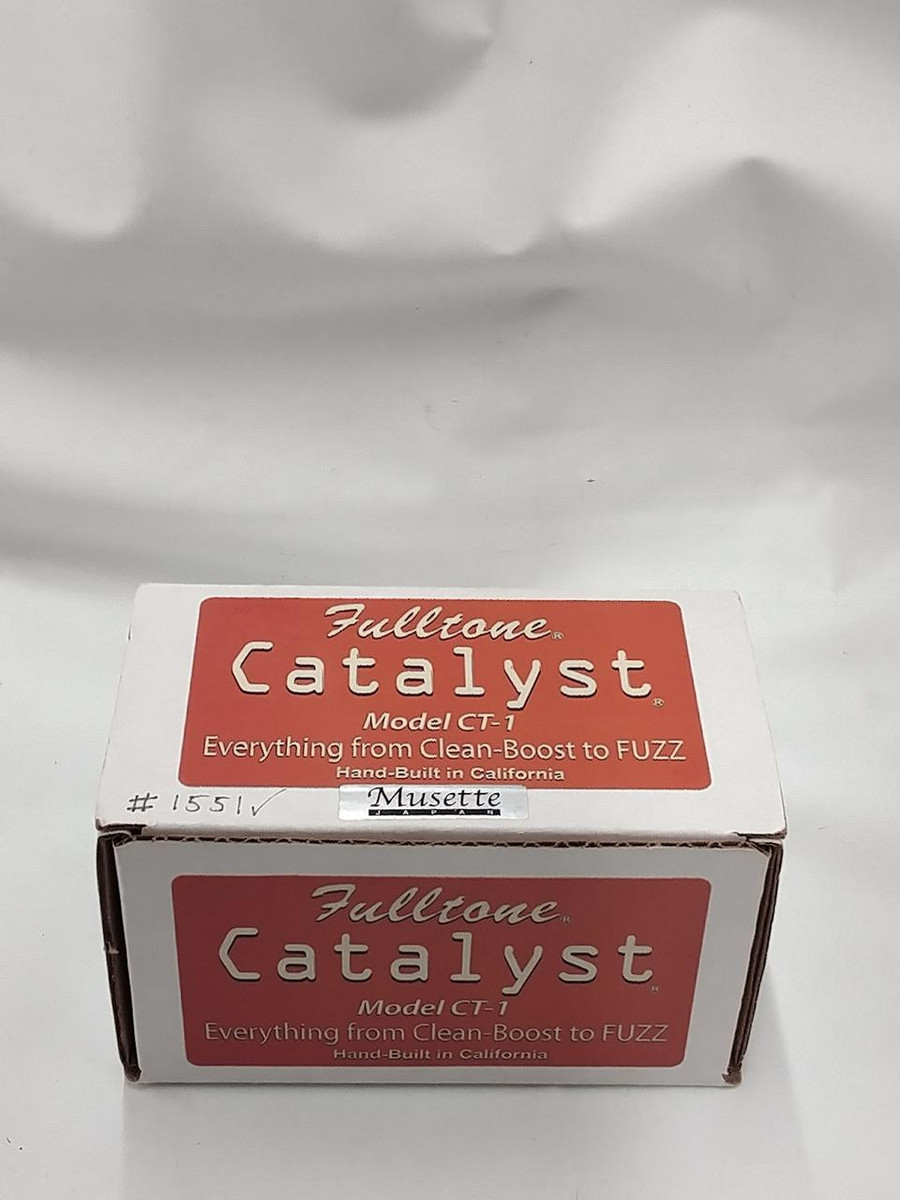 Fulltone®
Catalyst®
Model CT-1
Everything from Clean-Boost to FUZZ
Hand-Built in California
#1551✓
Musette
JAPAN
Fulltone®
Catalyst®
Model CT-1
Everything from Clean-Boost to FUZZ
Hand-Built in California